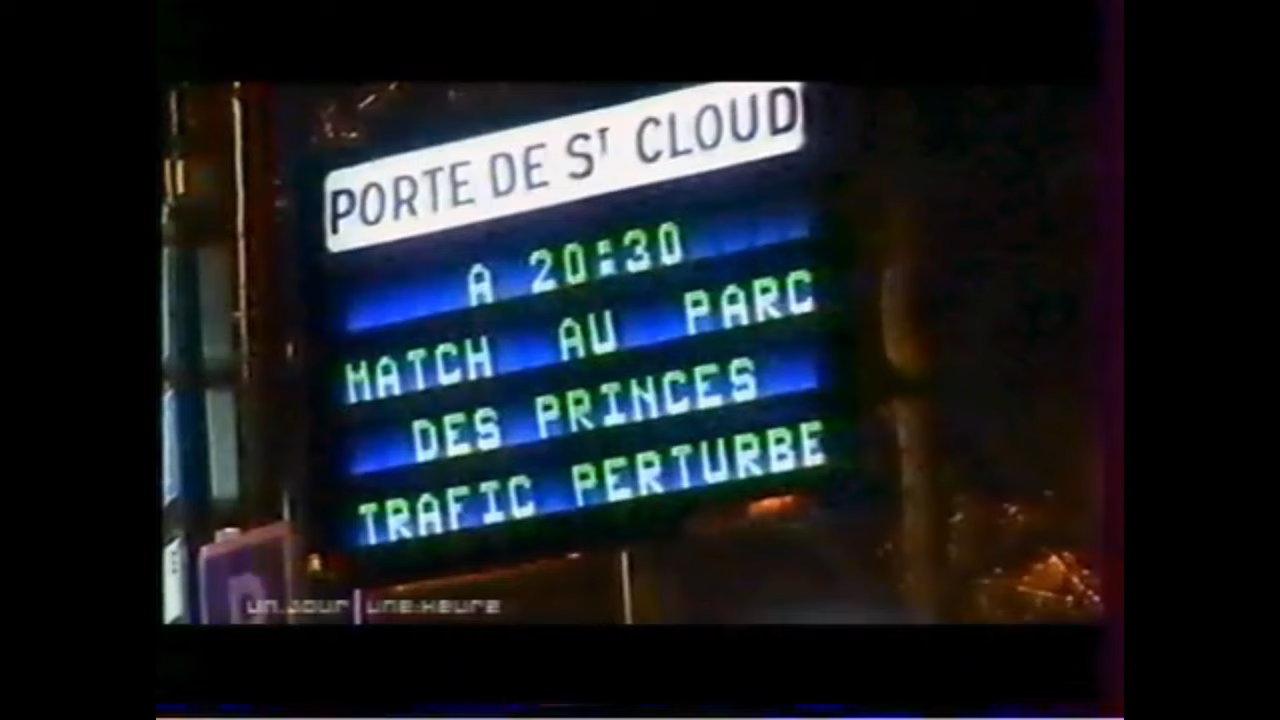 PORTE DE Sᵀ CLOUD
A 20:30
MATCH AU PARC
DES PRINCES
TRAFIC PERTURBE
un.jour | une.heure